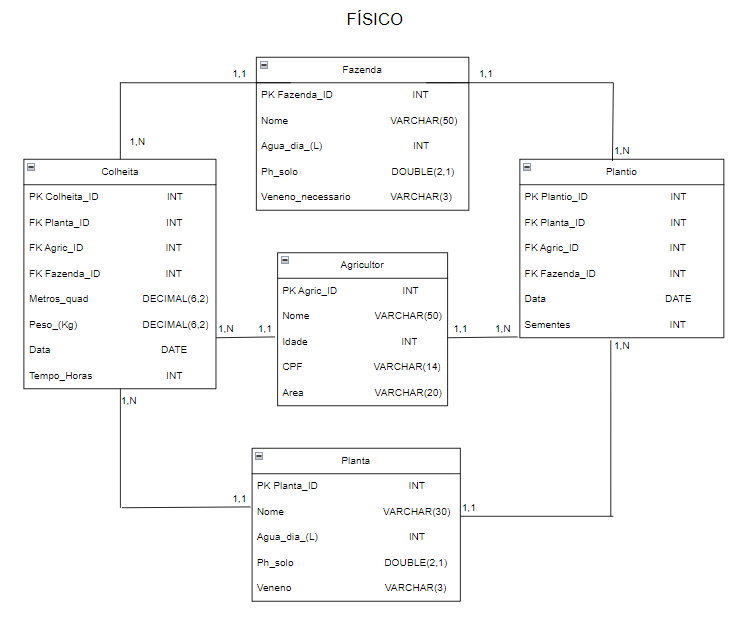 FÍSICO
1,1
1,1
1,N
1,N
Fazenda
PK Fazenda_ID INT
Nome VARCHAR(50)
Agua_dia_(L) INT
Ph_solo DOUBLE(2,1)
Veneno_necessario VARCHAR(3)
Colheita
PK Colheita_ID INT
FK Planta_ID INT
FK Agric_ID INT
FK Fazenda_ID INT
Metros_quad DECIMAL(6,2)
Peso_(Kg) DECIMAL(6,2)
Data DATE
Tempo_Horas INT
Plantio
PK Plantio_ID INT
FK Planta_ID INT
FK Agric_ID INT
FK Fazenda_ID INT
Data DATE
Sementes INT
Agricultor
PK Agric_ID INT
Nome VARCHAR(50)
Idade INT
CPF VARCHAR(14)
Area VARCHAR(20)
1,N 1,1
1,1 1,N
1,N
1,N
1,1
1,1
Planta
PK Planta_ID INT
Nome VARCHAR(30)
Agua_dia_(L) INT
Ph_solo DOUBLE(2,1)
Veneno VARCHAR(3)